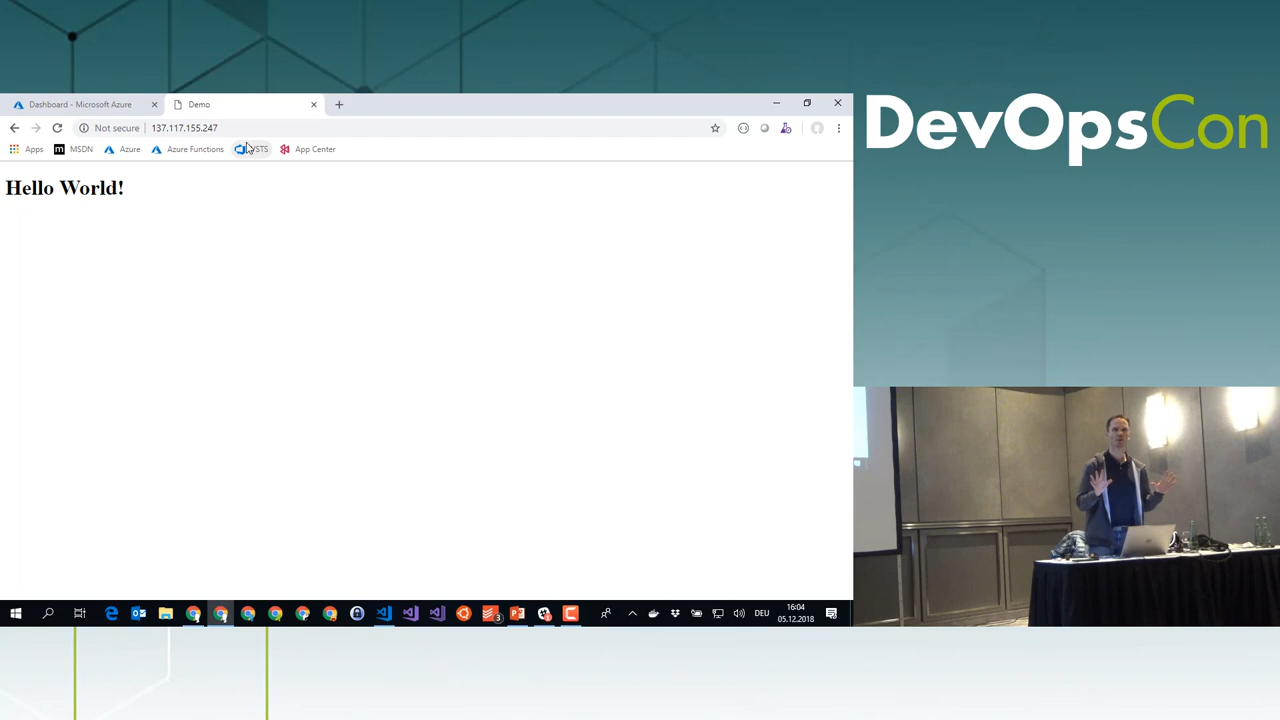 Dashboard - Microsoft Azure
Demo
Not secure
137.117.155.247
Apps
MSDN
Azure
Azure Functions
App Center
Hello World!
DevOpsCon
3
DEU
16:04
05.12.2018